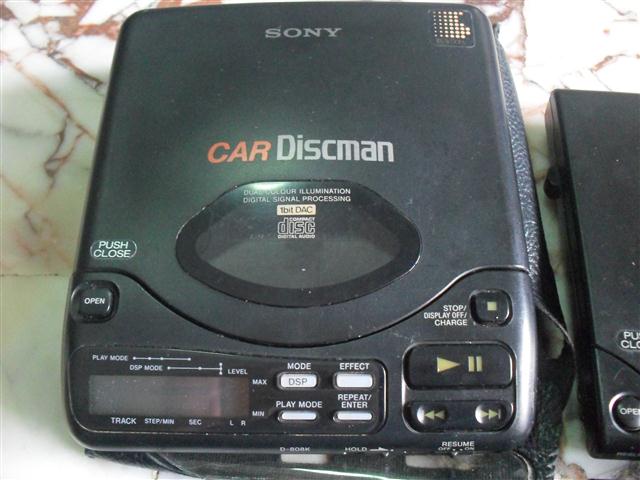 SONY
CAR Discman
DUAL COLOUR ILLUMINATION
DIGITAL SIGNAL PROCESSING
1bit DAC
COMPACT
disc
DIGITAL AUDIO
PUSH
CLOSE
OPEN
STOP/
DISPLAY OFF/
CHARGE
PLAY MODE
DSP MODE
LEVEL
MAX
MIN
MODE
DSP
EFFECT
PLAY MODE
REPEAT/
ENTER
TRACK STEP/MIN SEC L R
D-808K
HOLD
RESUME
OFF ON
PUS
CLO
OPEN